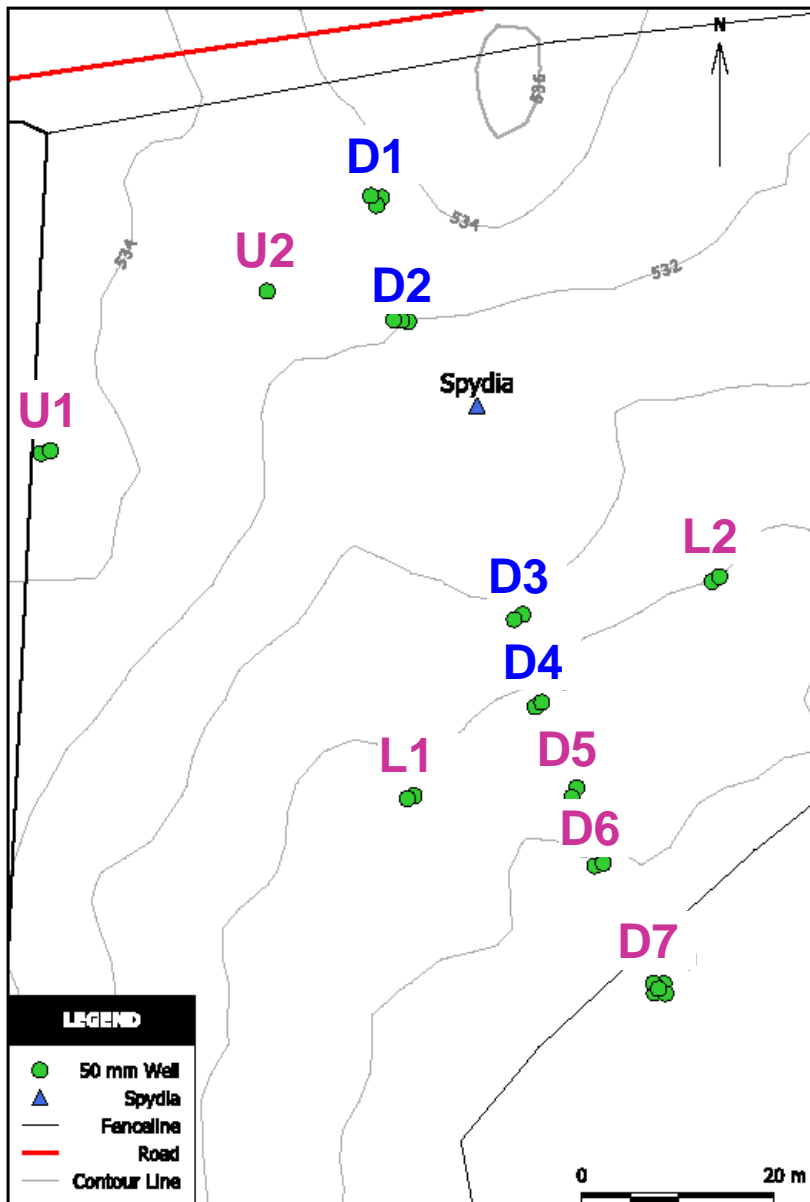 N
536
D1
534
534
U2
532
D2
Spydia
U1
L2
D3
D4
D5
L1
D6
D7
LEGEND
50 mm Well
Spydia
Fenceline
Road
Contour Line
0 20 m